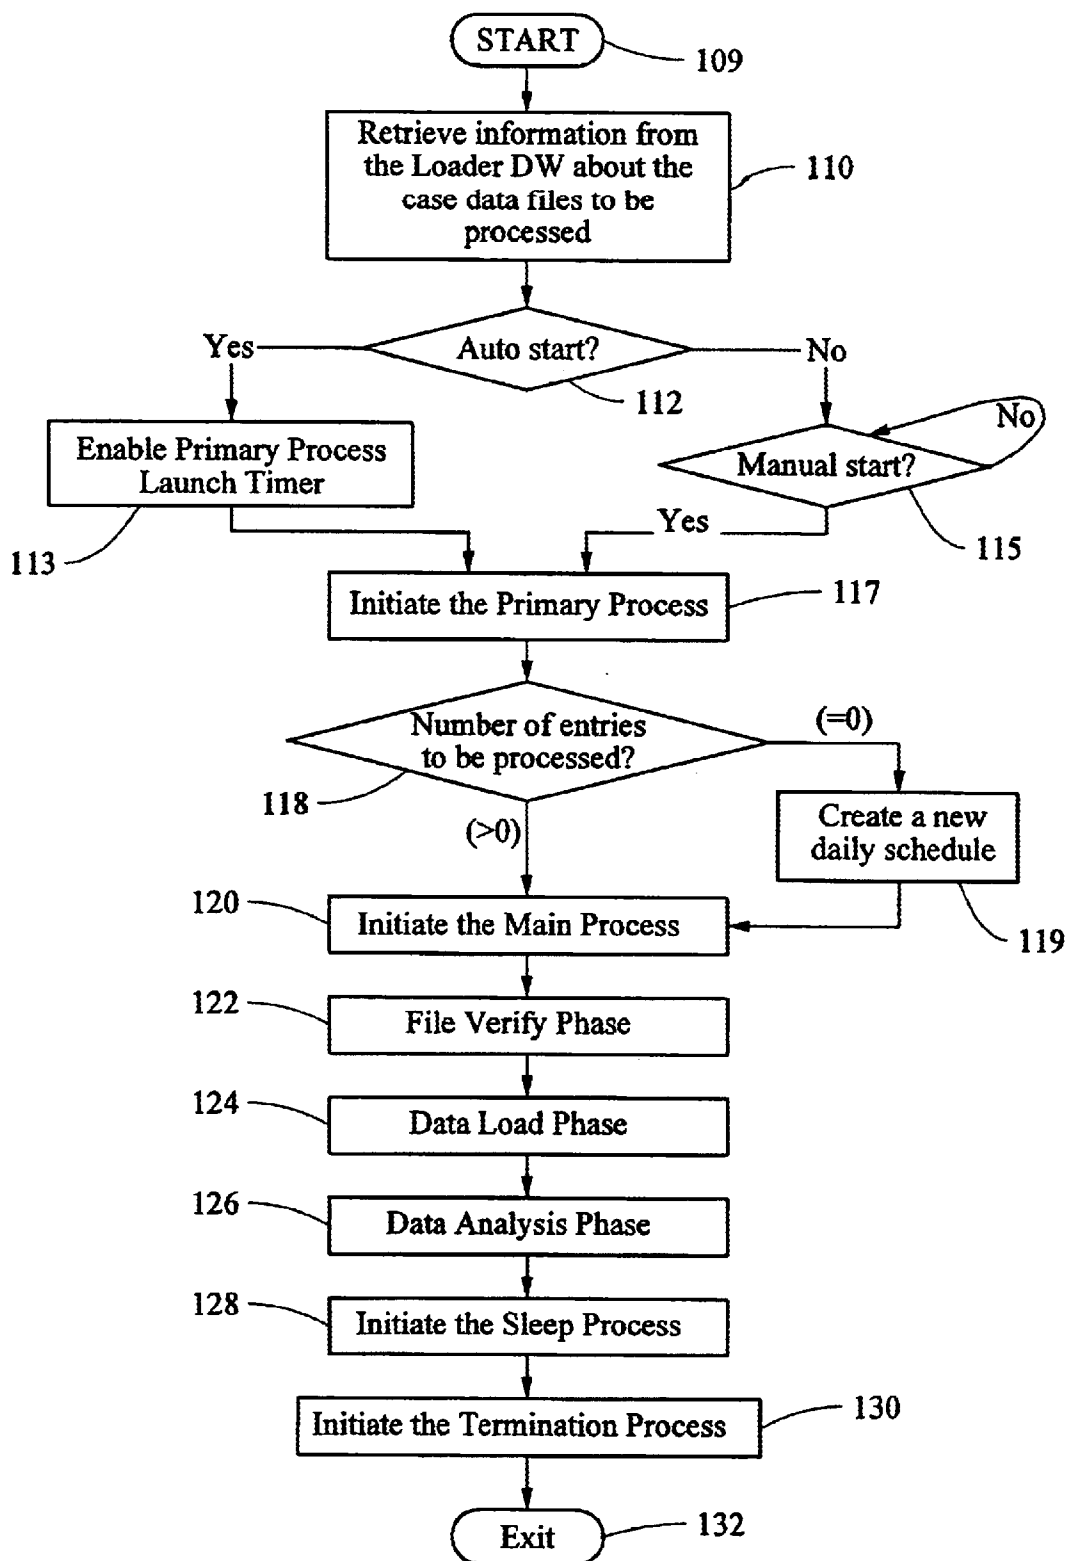 START
109
Retrieve information from
the Loader DW about the
case data files to be
processed
110
Yes
Auto start?
No
112
Enable Primary Process
Launch Timer
113
No
Manual start?
115
Yes
Initiate the Primary Process
117
Number of entries
to be processed?
(=0)
118
(>0)
Create a new
daily schedule
119
120
Initiate the Main Process
122
File Verify Phase
124
Data Load Phase
126
Data Analysis Phase
128
Initiate the Sleep Process
Initiate the Termination Process
130
Exit
132